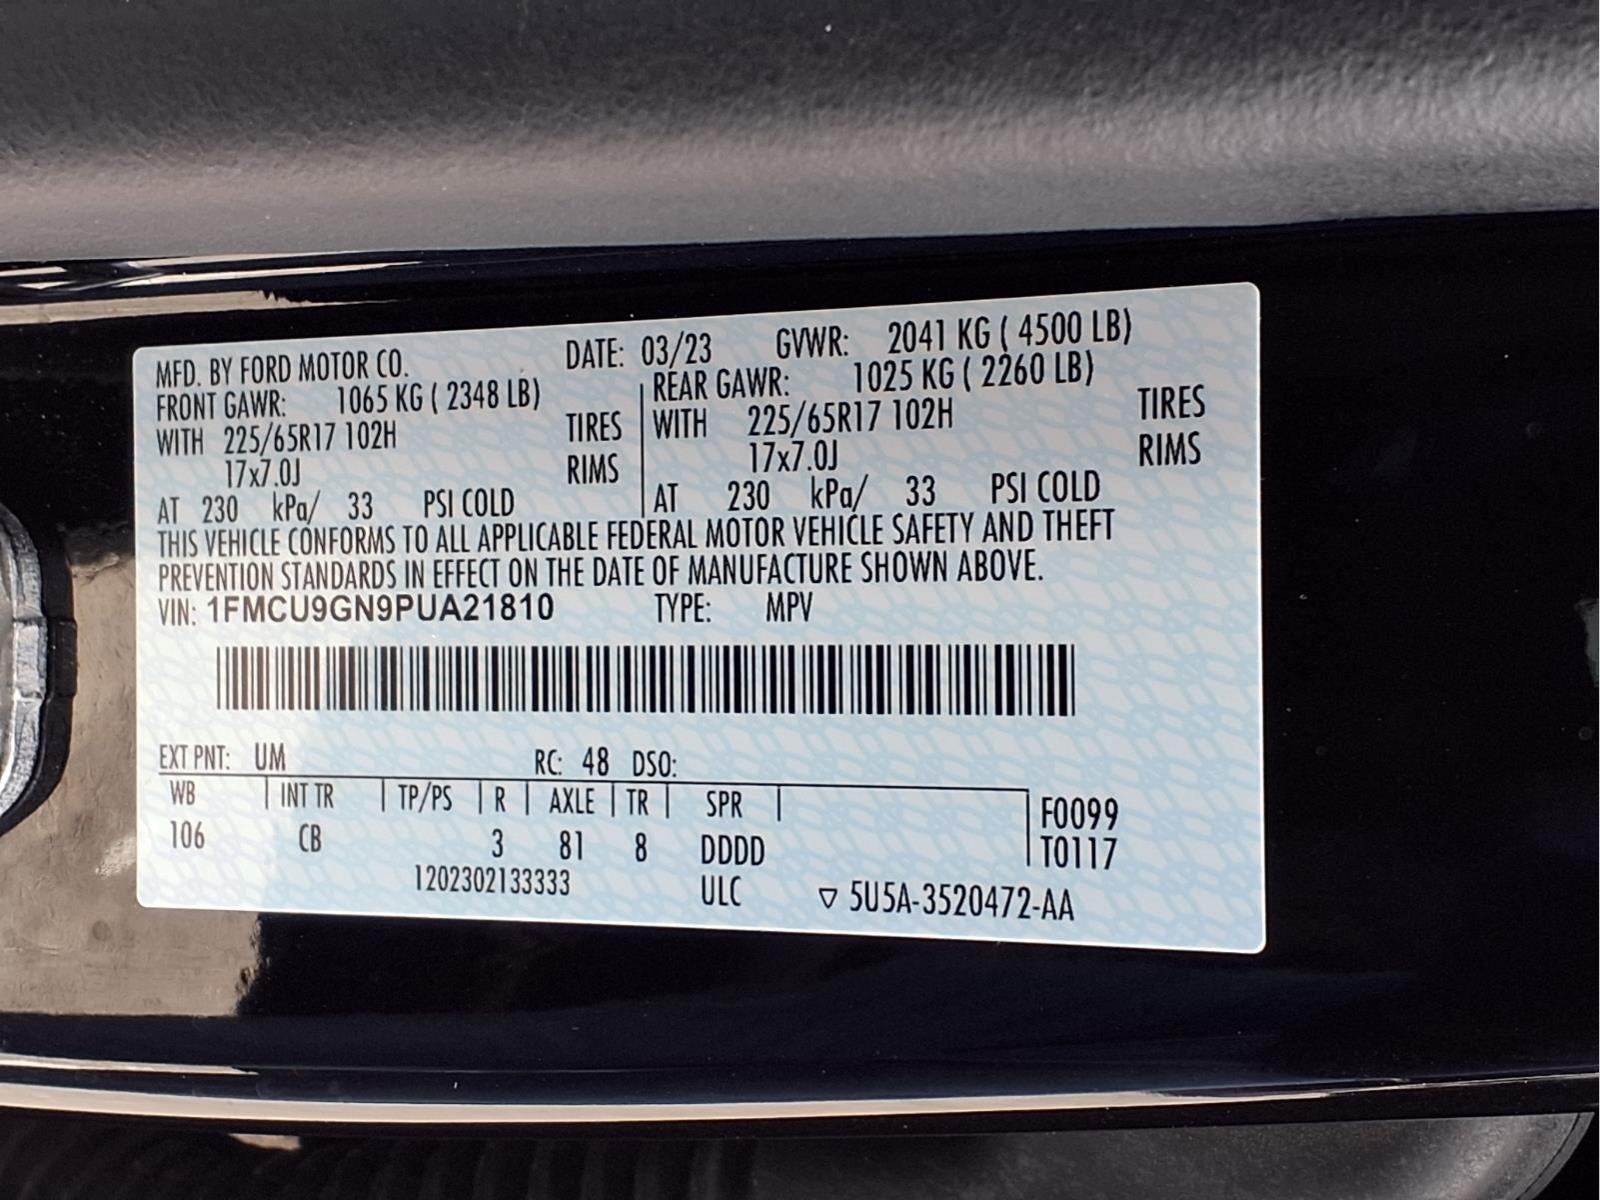 MFD. BY FORD MOTOR CO. DATE: 03/23 GVWR: 2041 KG ( 4500 LB)
FRONT GAWR: 1065 KG ( 2348 LB) REAR GAWR: 1025 KG ( 2260 LB)
WITH 225/65R17 102H TIRES WITH 225/65R17 102H TIRES
17x7.0J RIMS 17x7.0J RIMS
AT 230 kPa/ 33 PSI COLD AT 230 kPa/ 33 PSI COLD
THIS VEHICLE CONFORMS TO ALL APPLICABLE FEDERAL MOTOR VEHICLE SAFETY AND THEFT
PREVENTION STANDARDS IN EFFECT ON THE DATE OF MANUFACTURE SHOWN ABOVE.
VIN: 1FMCU9GN9PUA21810 TYPE: MPV
EXT PNT: UM RC: 48 DSO:
WB INT TR TP/PS R AXLE TR SPR F0099
106 CB 3 81 8 DDDD T0117
1202302133333 ULC ▽ 5U5A-3520472-AA